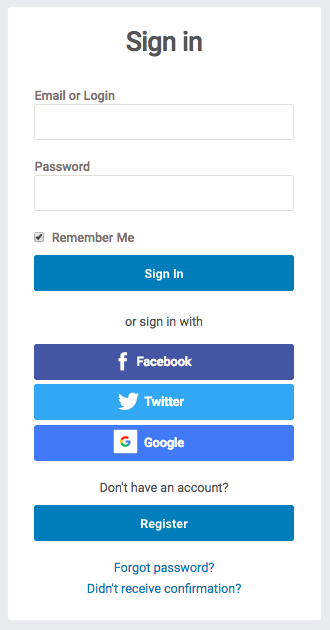 Sign in
Email or Login
Password
Remember Me
Sign In
or sign in with
Facebook
Twitter
Google
Don't have an account?
Register
Forgot password?
Didn't receive confirmation?